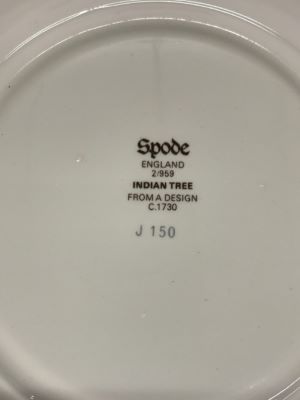 Spode
ENGLAND
2/959
INDIAN TREE
FROM A DESIGN
C.1730
J 150